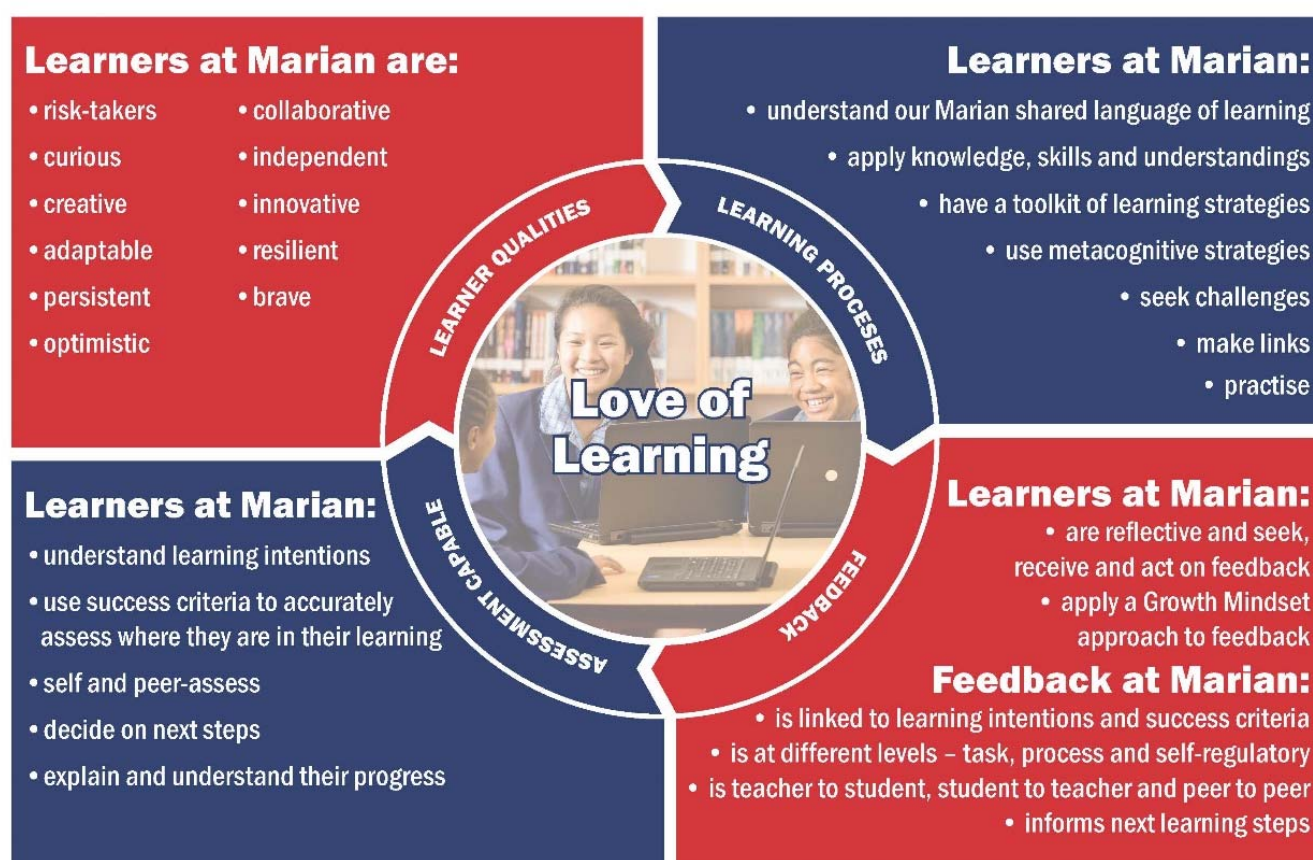 Learners at Marian are:
• risk-takers
• curious
• creative
• adaptable
• persistent
• optimistic
• collaborative
• independent
• innovative
• resilient
• brave
Learners at Marian:
• understand our Marian shared language of learning
• apply knowledge, skills and understandings
• have a toolkit of learning strategies
• use metacognitive strategies
• seek challenges
• make links
• practise
LEARNER QUALITIES
LEARNING PROCESES
Love of
Learning
ASSESSMENT CAPABLE
FEEDBACK
Learners at Marian:
• understand learning intentions
• use success criteria to accurately
assess where they are in their learning
• self and peer-assess
• decide on next steps
• explain and understand their progress
Learners at Marian:
• are reflective and seek,
receive and act on feedback
• apply a Growth Mindset
approach to feedback
Feedback at Marian:
• is linked to learning intentions and success criteria
• is at different levels – task, process and self-regulatory
• is teacher to student, student to teacher and peer to peer
• informs next learning steps